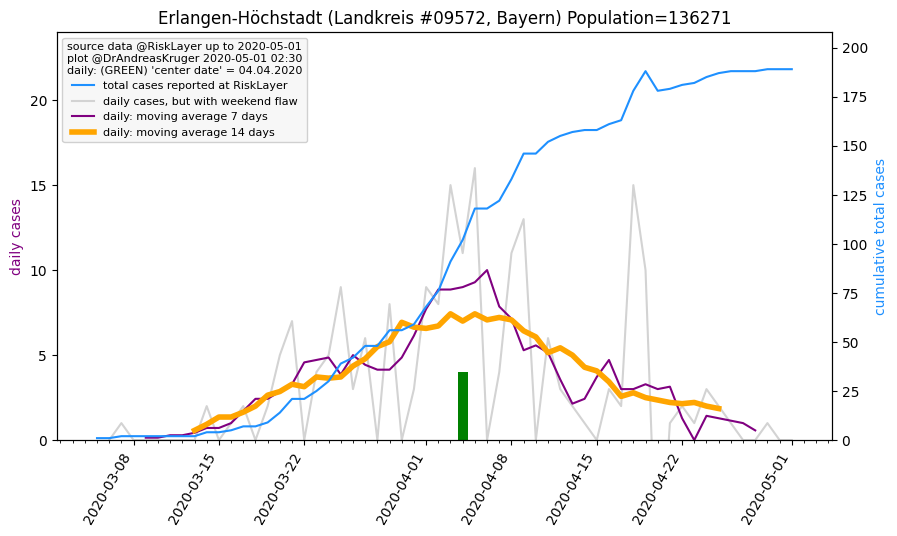 Erlangen-Höchstadt (Landkreis #09572, Bayern) Population=136271
source data @RiskLayer up to 2020-05-01
plot @DrAndreasKruger 2020-05-01 02:30
daily: (GREEN) 'center date' = 04.04.2020
total cases reported at RiskLayer
daily cases, but with weekend flaw
daily: moving average 7 days
daily: moving average 14 days
daily cases
20
15
10
5
0
200
175
150
125
100
75
50
25
0
cumulative total cases
2020-03-08
2020-03-15
2020-03-22
2020-04-01
2020-04-08
2020-04-15
2020-04-22
2020-05-01